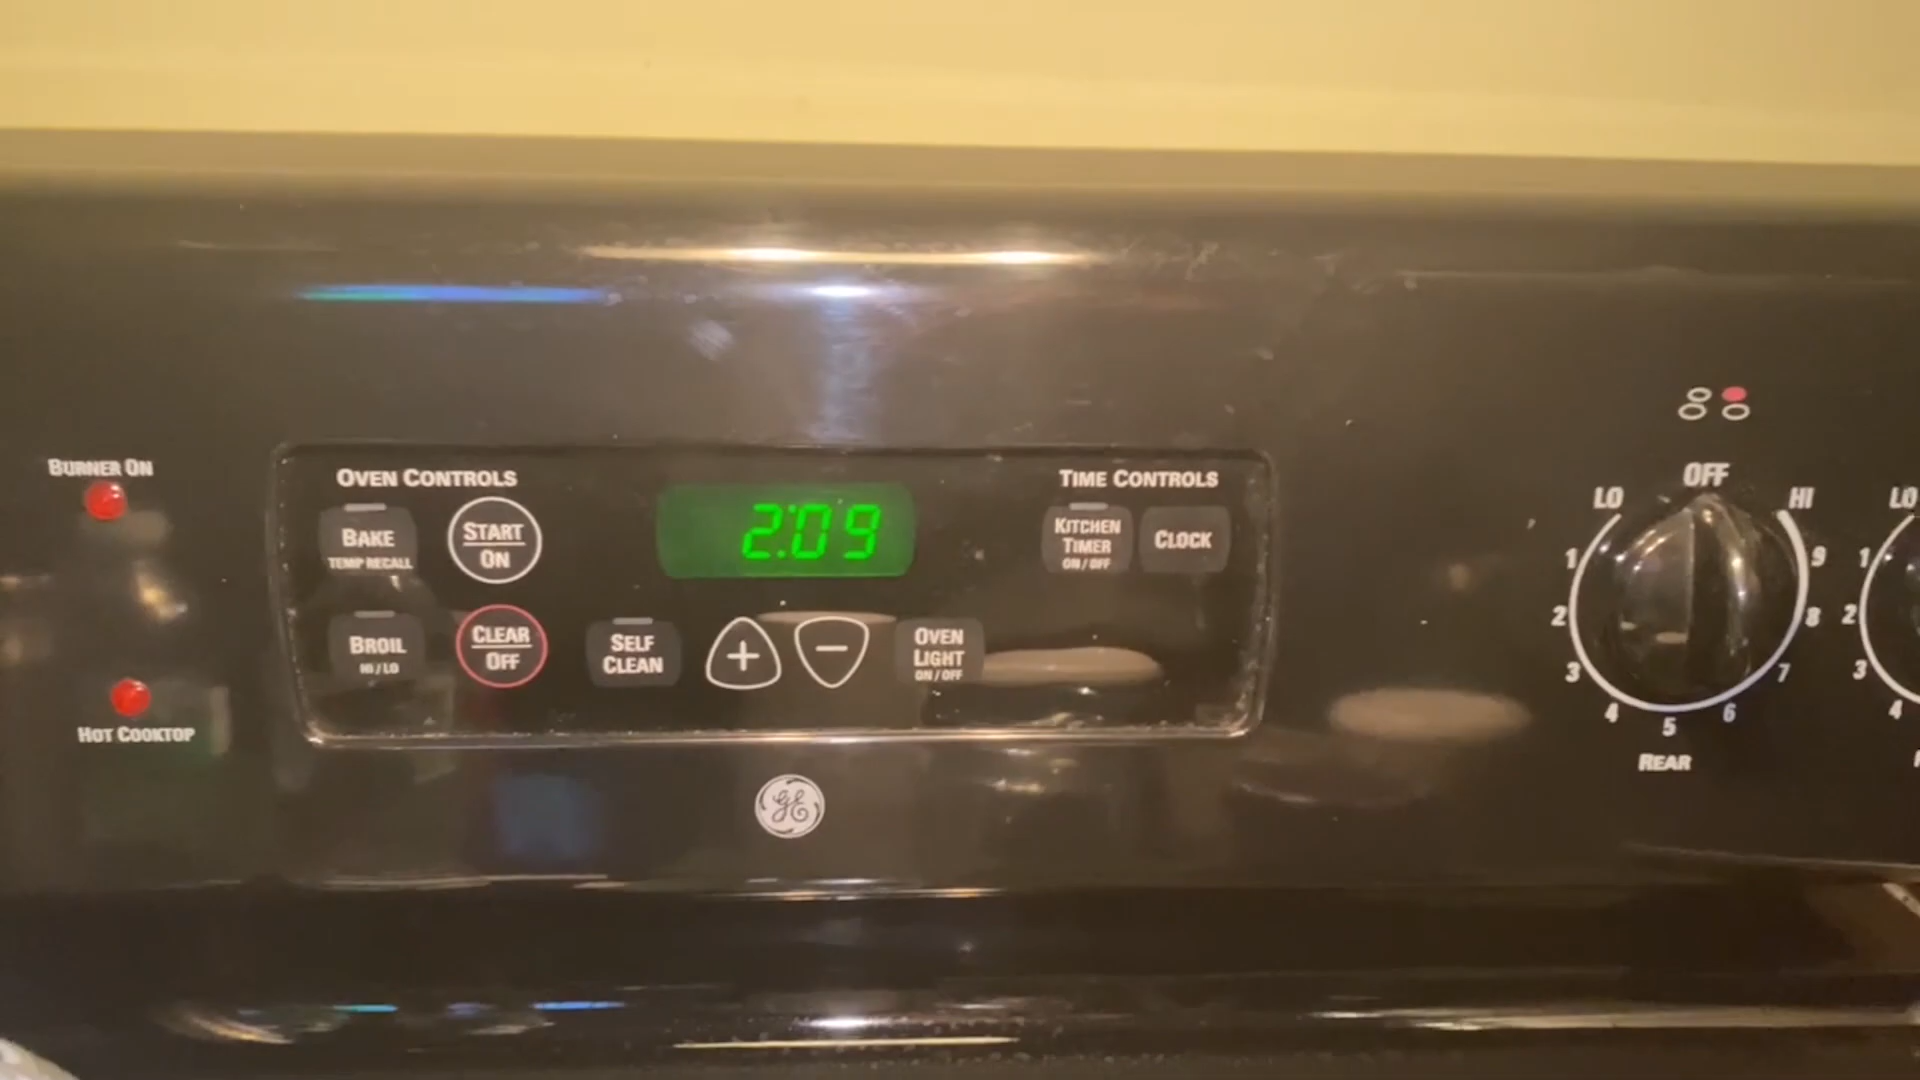 BURNER ON
HOT COOKTOP
OVEN CONTROLS
BAKE
TEMP RECALL
START
ON
BROIL
HI / LO
CLEAR
OFF
SELF
CLEAN
2:09
+
−
OVEN
LIGHT
ON / OFF
TIME CONTROLS
KITCHEN
TIMER
ON / OFF
CLOCK
GE
OFF
LO HI
1 9
2 8
3 7
4 6
5
REAR
LO
1
2
3
4